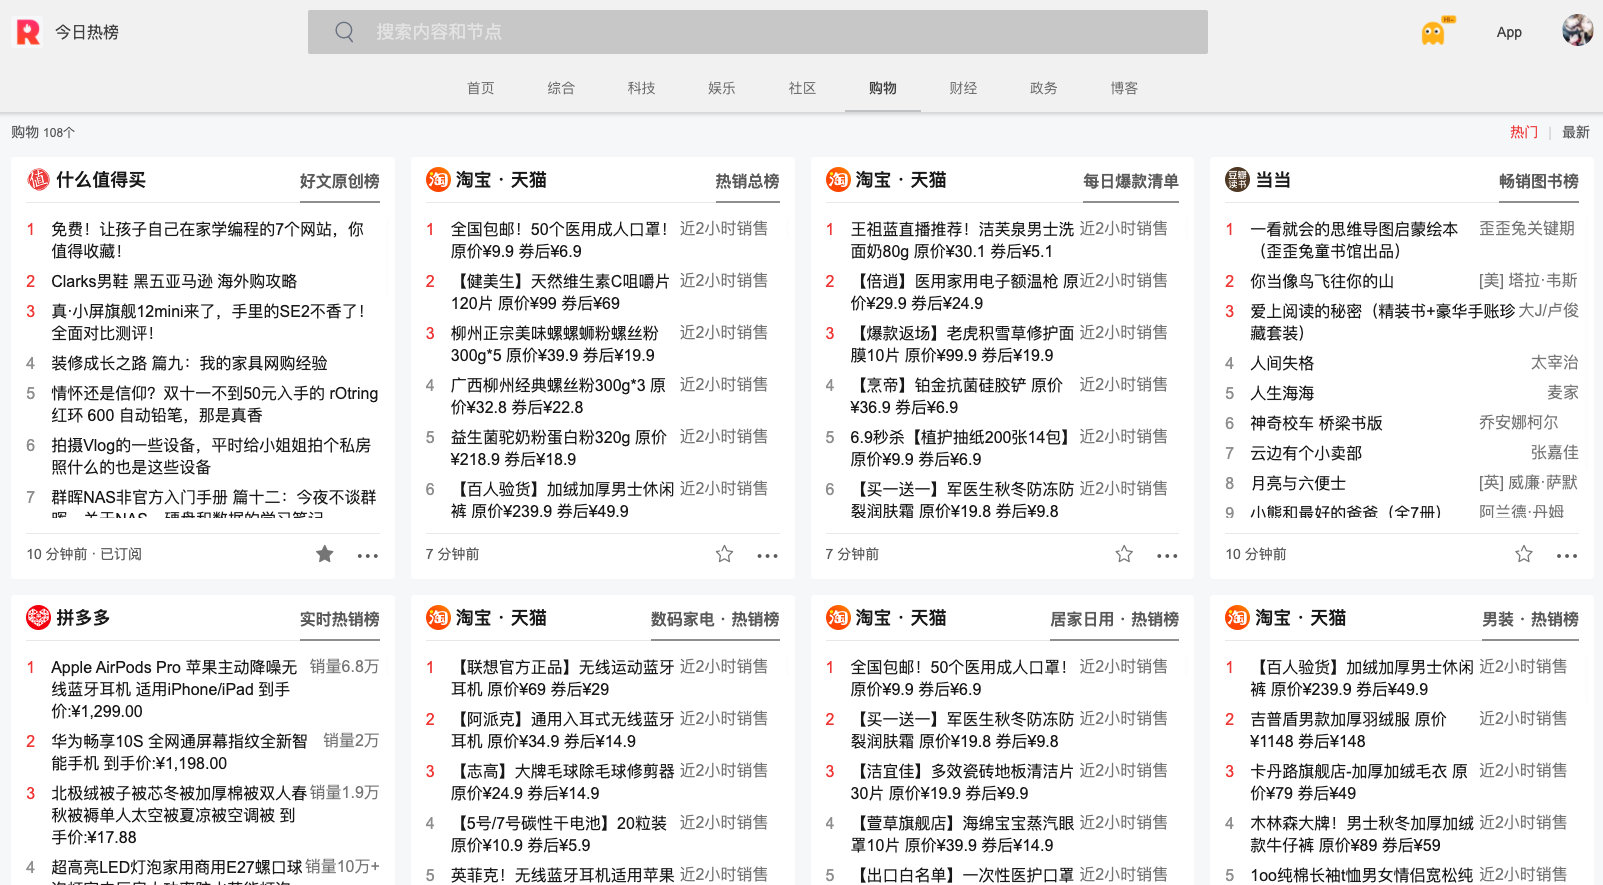 今日热榜
搜索内容和节点
App
首页 综合 科技 娱乐 社区 购物 财经 政务 博客
购物 108个
热门 | 最新
什么值得买 好文原创榜
1 免费！让孩子自己在家学编程的7个网站，你
值得收藏！
2 Clarks男鞋 黑五亚马逊 海外购攻略
3 真·小屏旗舰12mini来了，手里的SE2不香了！
全面对比测评！
4 装修成长之路 篇九：我的家具网购经验
5 情怀还是信仰？双十一不到50元入手的 rOtring
红环 600 自动铅笔，那是真香
6 拍摄Vlog的一些设备，平时给小姐姐拍个私房
照什么的也是这些设备
7 群晖NAS非官方入门手册 篇十二：今夜不谈群
晖，关于NAS、硬盘和数据的学习笔记
10 分钟前 · 已订阅
淘宝 · 天猫 热销总榜
1 全国包邮！50个医用成人口罩！ 近2小时销售
原价¥9.9 券后¥6.9
2 【健美生】天然维生素C咀嚼片 近2小时销售
120片 原价¥99 券后¥69
3 柳州正宗美味螺螺蛳粉螺丝粉 近2小时销售
300g*5 原价¥39.9 券后¥19.9
4 广西柳州经典螺丝粉300g*3 原 近2小时销售
价¥32.8 券后¥22.8
5 益生菌驼奶粉蛋白粉320g 原价 近2小时销售
¥218.9 券后¥18.9
6 【百人验货】加绒加厚男士休闲 近2小时销售
裤 原价¥239.9 券后¥49.9
7 分钟前
淘宝 · 天猫 每日爆款清单
1 王祖蓝直播推荐！洁芙泉男士洗 近2小时销售
面奶80g 原价¥30.1 券后¥5.1
2 【倍逍】医用家用电子额温枪 原 近2小时销售
价¥29.9 券后¥24.9
3 【爆款返场】老虎积雪草修护面 近2小时销售
膜10片 原价¥99.9 券后¥19.9
4 【烹帝】铂金抗菌硅胶铲 原价 近2小时销售
¥36.9 券后¥6.9
5 6.9秒杀【植护抽纸200张14包】 近2小时销售
原价¥9.9 券后¥6.9
6 【买一送一】军医生秋冬防冻防 近2小时销售
裂润肤霜 原价¥19.8 券后¥9.8
7 分钟前
当当 畅销图书榜
1 一看就会的思维导图启蒙绘本 歪歪兔关键期
（歪歪兔童书馆出品）
2 你当像鸟飞往你的山 [美] 塔拉·韦斯
3 爱上阅读的秘密（精装书+豪华手账珍 大J/卢俊
藏套装）
4 人间失格 太宰治
5 人生海海 麦家
6 神奇校车 桥梁书版 乔安娜柯尔
7 云边有个小卖部 张嘉佳
8 月亮与六便士 [英] 威廉·萨默
9 小熊和最好的爸爸（全7册） 阿兰德·丹姆
10 分钟前
拼多多 实时热销榜
1 Apple AirPods Pro 苹果主动降噪无 销量6.8万
线蓝牙耳机 适用iPhone/iPad 到手
价:¥1,299.00
2 华为畅享10S 全网通屏幕指纹全新智 销量2万
能手机 到手价:¥1,198.00
3 北极绒被子被芯冬被加厚棉被双人春 销量1.9万
秋被褥单人太空被夏凉被空调被 到
手价:¥17.88
4 超高亮LED灯泡家用商用E27螺口球 销量10万+
淘宝 · 天猫 数码家电 · 热销榜
1 【联想官方正品】无线运动蓝牙 近2小时销售
耳机 原价¥69 券后¥29
2 【阿派克】通用入耳式无线蓝牙 近2小时销售
耳机 原价¥34.9 券后¥14.9
3 【志高】大牌毛球除毛球修剪器 近2小时销售
原价¥24.9 券后¥14.9
4 【5号/7号碳性干电池】20粒装 近2小时销售
原价¥10.9 券后¥5.9
5 英菲克！无线蓝牙耳机适用苹果 近2小时销售
淘宝 · 天猫 居家日用 · 热销榜
1 全国包邮！50个医用成人口罩！ 近2小时销售
原价¥9.9 券后¥6.9
2 【买一送一】军医生秋冬防冻防 近2小时销售
裂润肤霜 原价¥19.8 券后¥9.8
3 【洁宜佳】多效瓷砖地板清洁片 近2小时销售
30片 原价¥19.9 券后¥9.9
4 【萱草旗舰店】海绵宝宝蒸汽眼 近2小时销售
罩10片 原价¥39.9 券后¥14.9
5 【出口白名单】一次性医护口罩 近2小时销售
淘宝 · 天猫 男装 · 热销榜
1 【百人验货】加绒加厚男士休闲 近2小时销售
裤 原价¥239.9 券后¥49.9
2 吉普盾男款加厚羽绒服 原价 近2小时销售
¥1148 券后¥148
3 卡丹路旗舰店-加厚加绒毛衣 原 近2小时销售
价¥79 券后¥49
4 木林森大牌！男士秋冬加厚加绒 近2小时销售
款牛仔裤 原价¥89 券后¥59
5 1oo纯棉长袖t恤男女情侣宽松纯 近2小时销售